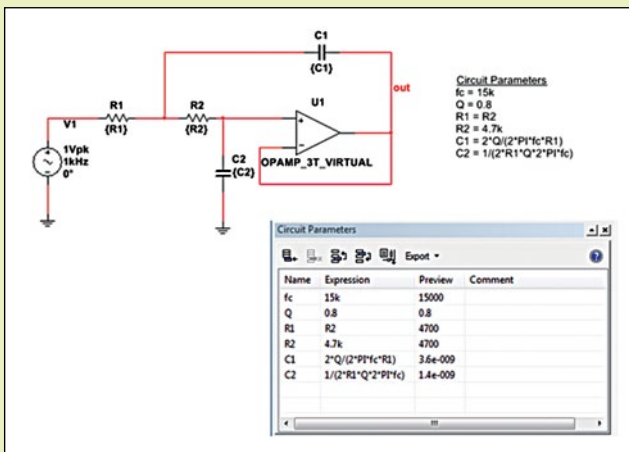 C1
{C1}
out
U1
R1
{R1}
R2
{R2}
V1
1Vpk
1kHz
0°
C2
{C2}
OPAMP_3T_VIRTUAL
Circuit Parameters
fc = 15k
Q = 0.8
R1 = R2
R2 = 4.7k
C1 = 2*Q/(2*PI*fc*R1)
C2 = 1/(2*R1*Q*2*PI*fc)
Circuit Parameters
Export
Name Expression Preview Comment
fc 15k 15000
Q 0.8 0.8
R1 R2 4700
R2 4.7k 4700
C1 2*Q/(2*PI*fc*R1) 3.6e-009
C2 1/(2*R1*Q*2*PI*fc) 1.4e-009